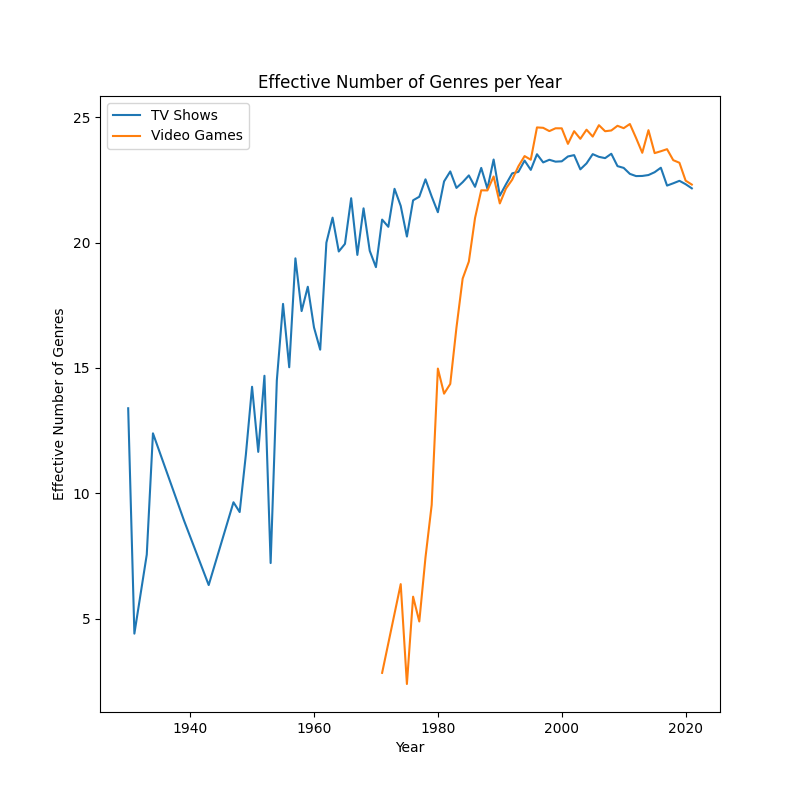 Effective Number of Genres per Year
TV Shows
Video Games
Effective Number of Genres
25
20
15
10
5
1940 1960 1980 2000 2020
Year